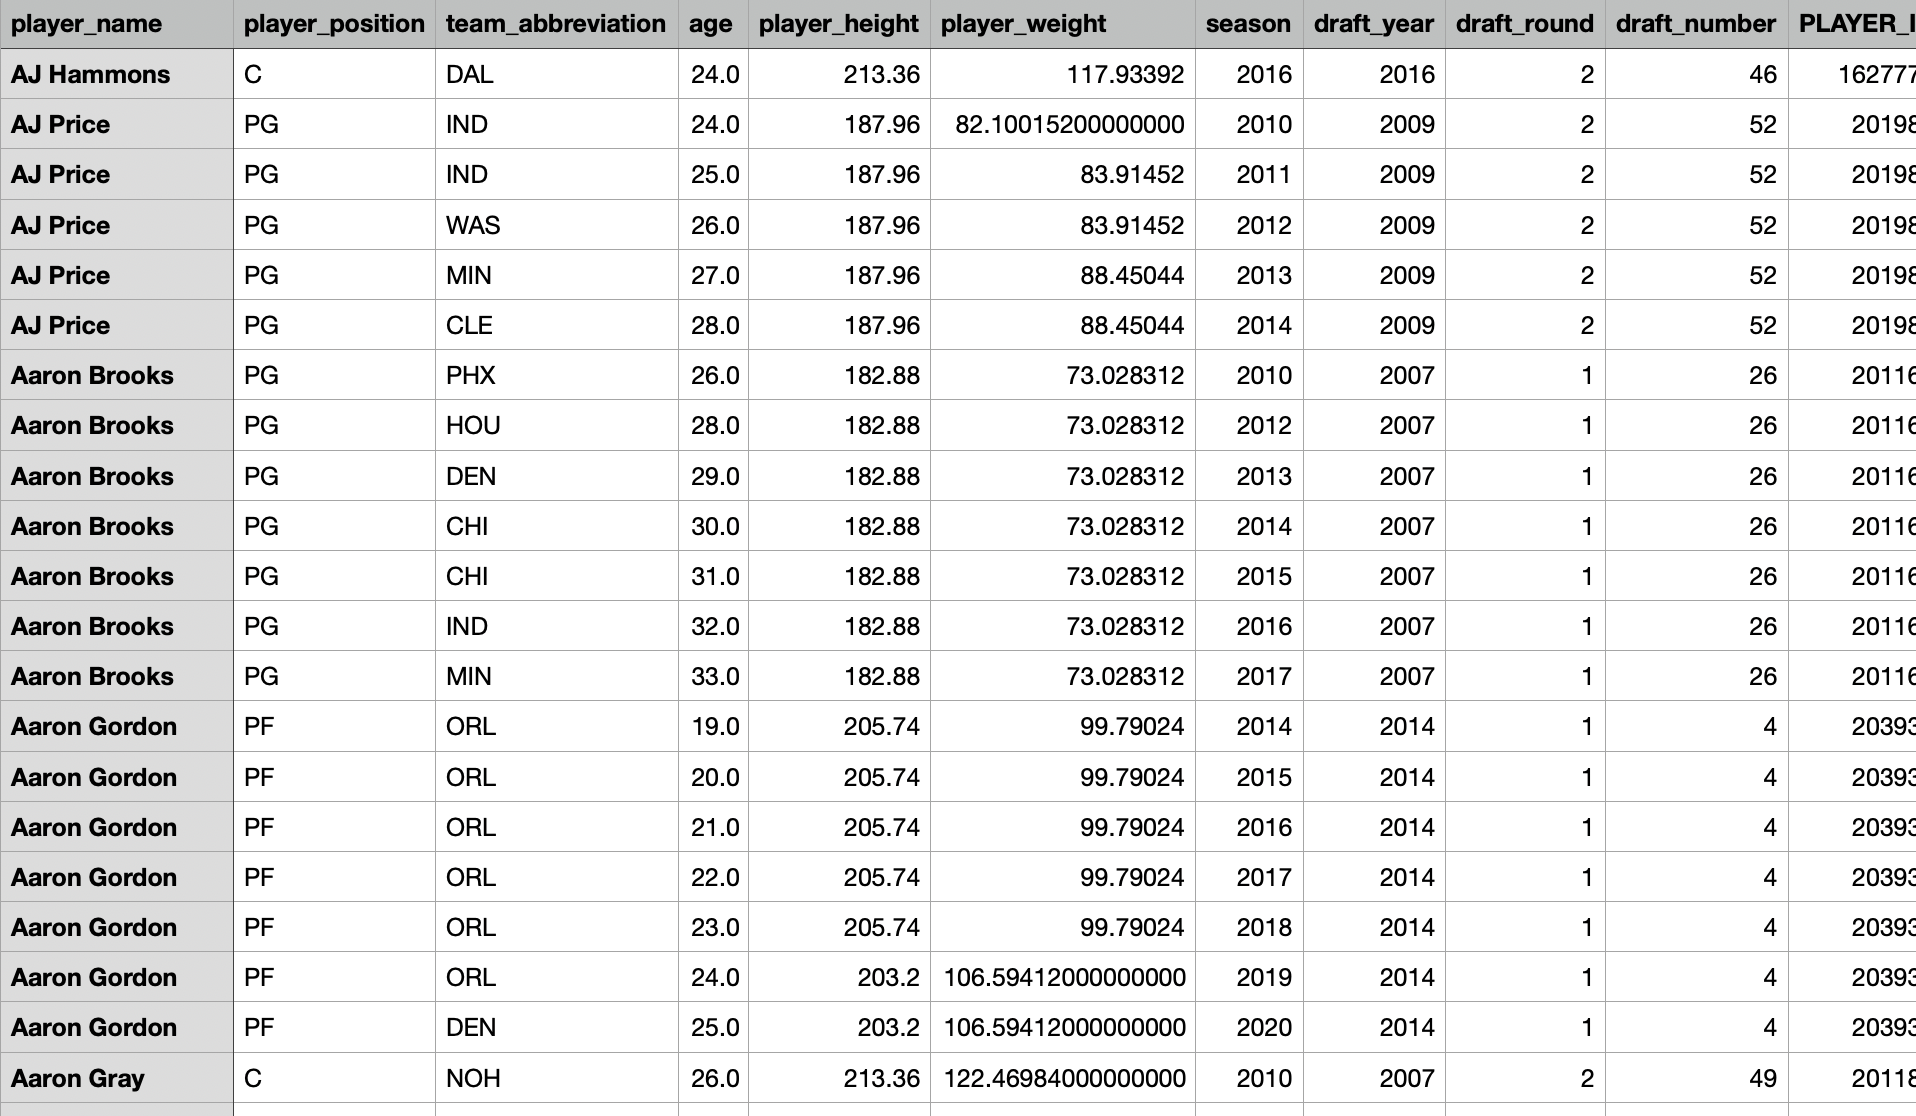 player_name player_position team_abbreviation age player_height player_weight season draft_year draft_round draft_number PLAYER_I
AJ Hammons C DAL 24.0 213.36 117.93392 2016 2016 2 46 162777
AJ Price PG IND 24.0 187.96 82.10015200000000 2010 2009 2 52 20198
AJ Price PG IND 25.0 187.96 83.91452 2011 2009 2 52 20198
AJ Price PG WAS 26.0 187.96 83.91452 2012 2009 2 52 20198
AJ Price PG MIN 27.0 187.96 88.45044 2013 2009 2 52 20198
AJ Price PG CLE 28.0 187.96 88.45044 2014 2009 2 52 20198
Aaron Brooks PG PHX 26.0 182.88 73.028312 2010 2007 1 26 20116
Aaron Brooks PG HOU 28.0 182.88 73.028312 2012 2007 1 26 20116
Aaron Brooks PG DEN 29.0 182.88 73.028312 2013 2007 1 26 20116
Aaron Brooks PG CHI 30.0 182.88 73.028312 2014 2007 1 26 20116
Aaron Brooks PG CHI 31.0 182.88 73.028312 2015 2007 1 26 20116
Aaron Brooks PG IND 32.0 182.88 73.028312 2016 2007 1 26 20116
Aaron Brooks PG MIN 33.0 182.88 73.028312 2017 2007 1 26 20116
Aaron Gordon PF ORL 19.0 205.74 99.79024 2014 2014 1 4 20393
Aaron Gordon PF ORL 20.0 205.74 99.79024 2015 2014 1 4 20393
Aaron Gordon PF ORL 21.0 205.74 99.79024 2016 2014 1 4 20393
Aaron Gordon PF ORL 22.0 205.74 99.79024 2017 2014 1 4 20393
Aaron Gordon PF ORL 23.0 205.74 99.79024 2018 2014 1 4 20393
Aaron Gordon PF ORL 24.0 203.2 106.59412000000000 2019 2014 1 4 20393
Aaron Gordon PF DEN 25.0 203.2 106.59412000000000 2020 2014 1 4 20393
Aaron Gray C NOH 26.0 213.36 122.46984000000000 2010 2007 2 49 20118